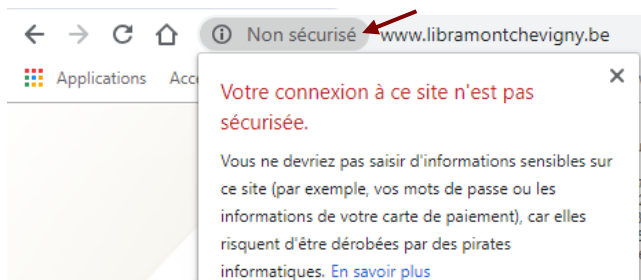 Non sécurisé www.libramontchevigny.be
Applications Acc
Votre connexion à ce site n'est pas
sécurisée.
Vous ne devriez pas saisir d'informations sensibles sur
ce site (par exemple, vos mots de passe ou les
informations de votre carte de paiement), car elles
risquent d'être dérobées par des pirates
informatiques. En savoir plus